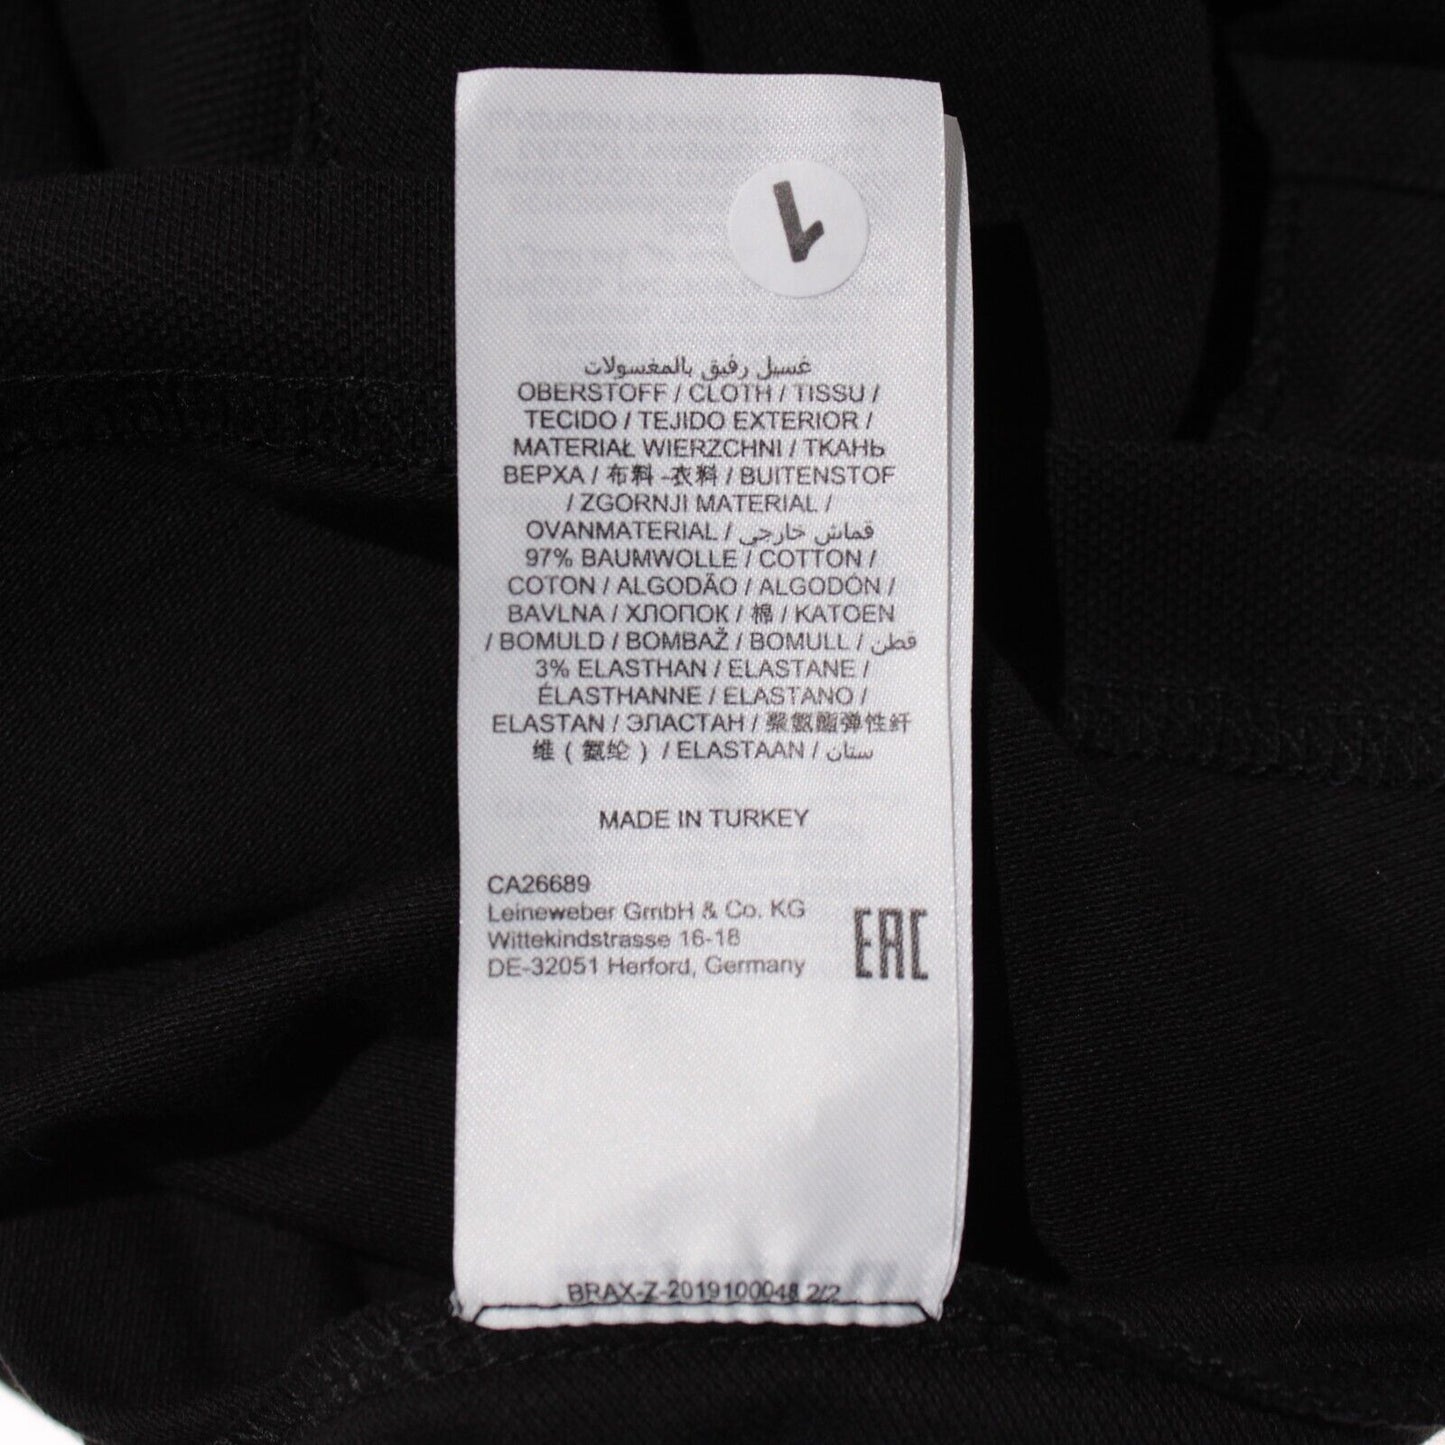 1
غسيل رفيق بالمغسولات
OBERSTOFF / CLOTH / TISSU /
TECIDO / TEJIDO EXTERIOR /
MATERIAŁ WIERZCHNI / ТКАНЬ
ВЕРХА / 布料 -衣料 / BUITENSTOF
/ ZGORNJI MATERIAL /
OVANMATERIAL / قماش خارجي
97% BAUMWOLLE / COTTON /
COTON / ALGODÃO / ALGODÓN /
BAVLNA / ХЛОПОК / 棉 / KATOEN
/ BOMULD / BOMBAŽ / BOMULL / قطن
3% ELASTHAN / ELASTANE /
ÉLASTHANNE / ELASTANO /
ELASTAN / ЭЛАСТАН / 聚氨酯弹性纤
维 ( 氨纶 ) / ELASTAAN / ستان
MADE IN TURKEY
CA26689
Leineweber GmbH & Co. KG
Wittekindstrasse 16-18
DE-32051 Herford, Germany
EAC
BRAX-Z-2019100048 2/2